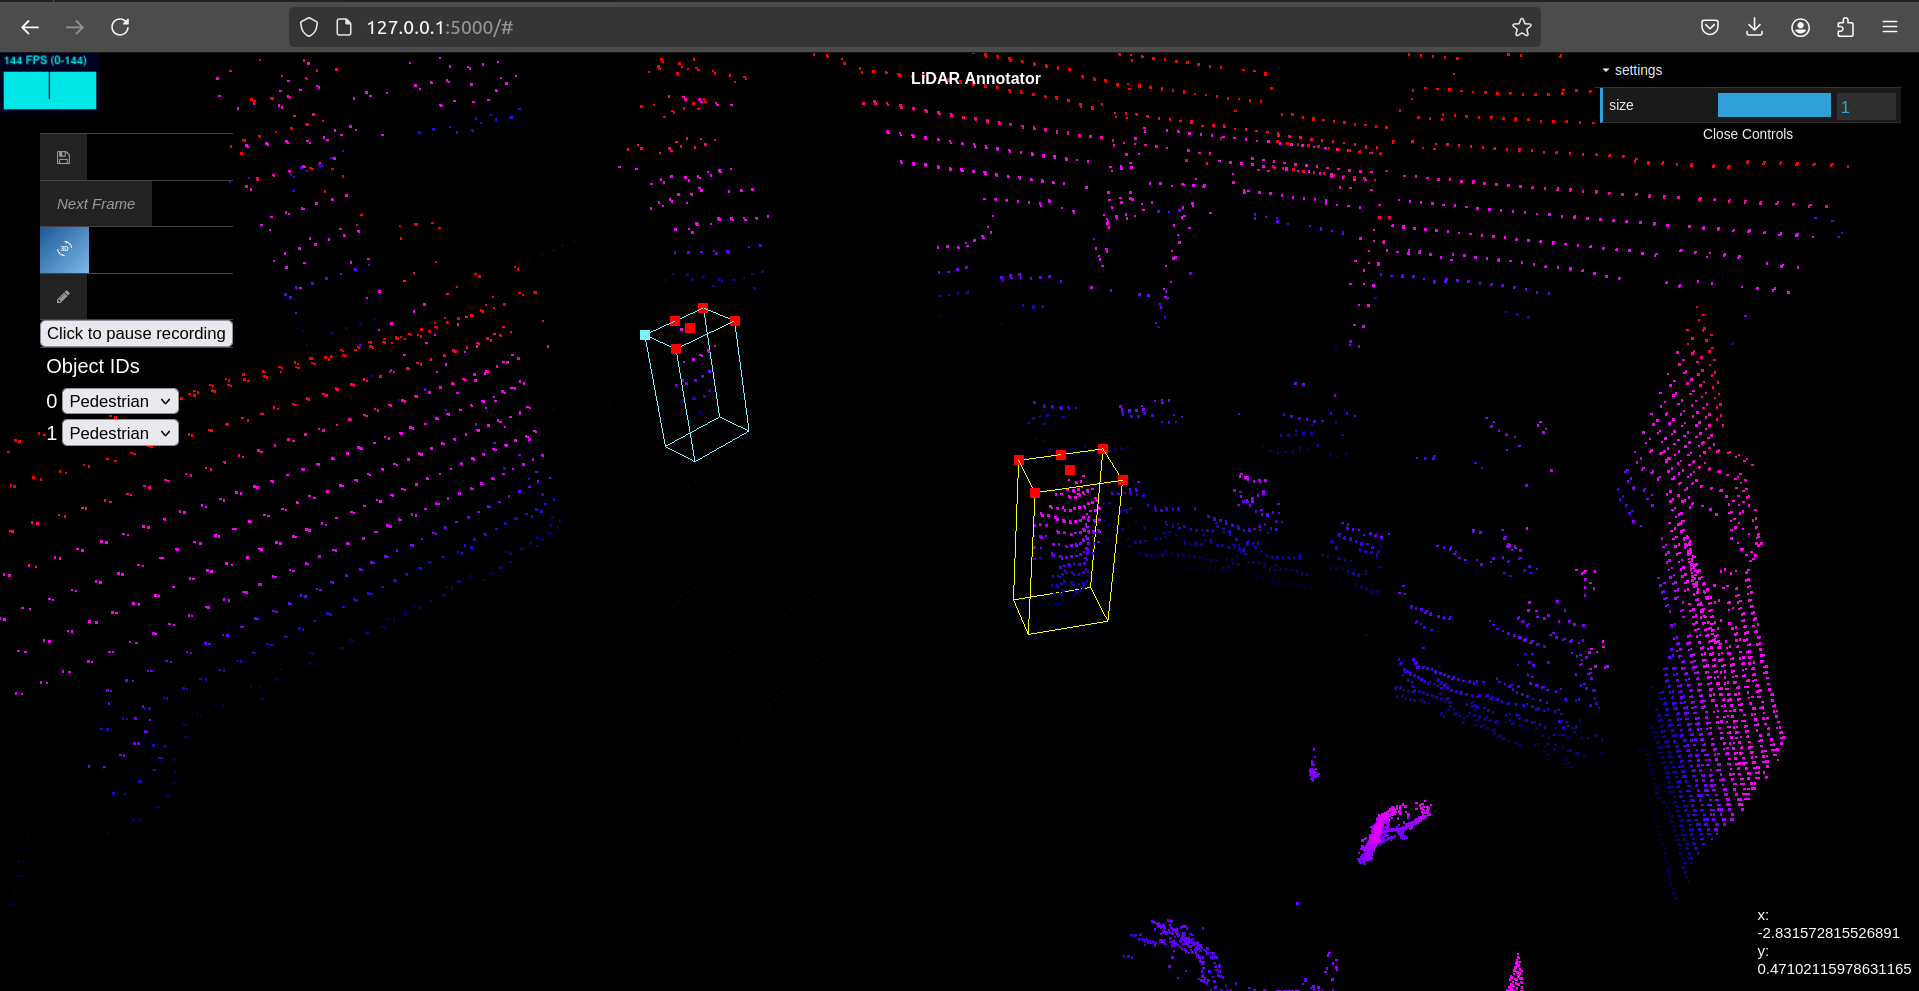 127.0.0.1:5000/#
144 FPS (0-144)
LiDAR Annotator
settings
size
1
Close Controls
Next Frame
3D
Click to pause recording
Object IDs
0 Pedestrian
1 Pedestrian
x:
-2.831572815526891
y:
0.47102115978631165